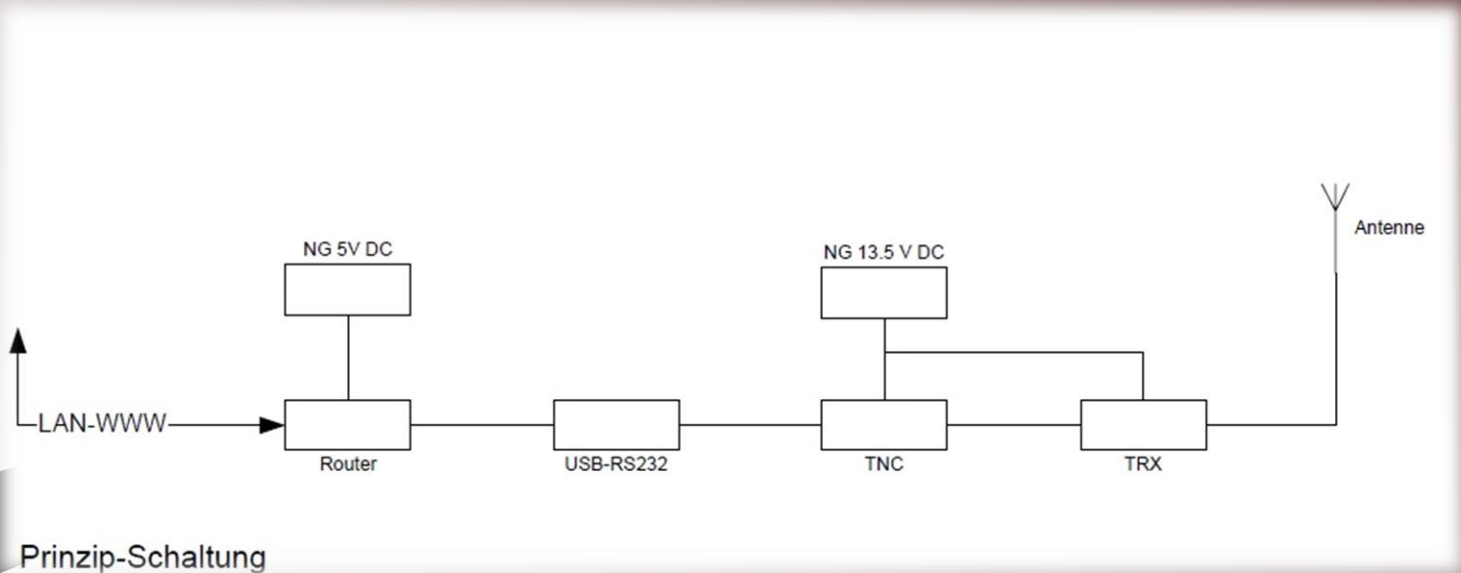 NG 5V DC
NG 13.5 V DC
Antenne
LAN-WWW
Router
USB-RS232
TNC
TRX
Prinzip-Schaltung